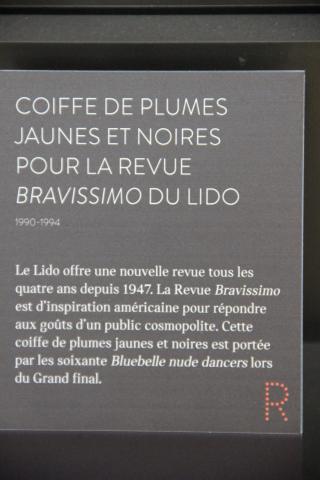 COIFFE DE PLUMES
JAUNES ET NOIRES
POUR LA REVUE
BRAVISSIMO DU LIDO
1990-1994
Le Lido offre une nouvelle revue tous les
quatre ans depuis 1947. La Revue Bravissimo
est d'inspiration américaine pour répondre
aux goûts d'un public cosmopolite. Cette
coiffe de plumes jaunes et noires est portée
par les soixante Bluebelle nude dancers lors
du Grand final.
R